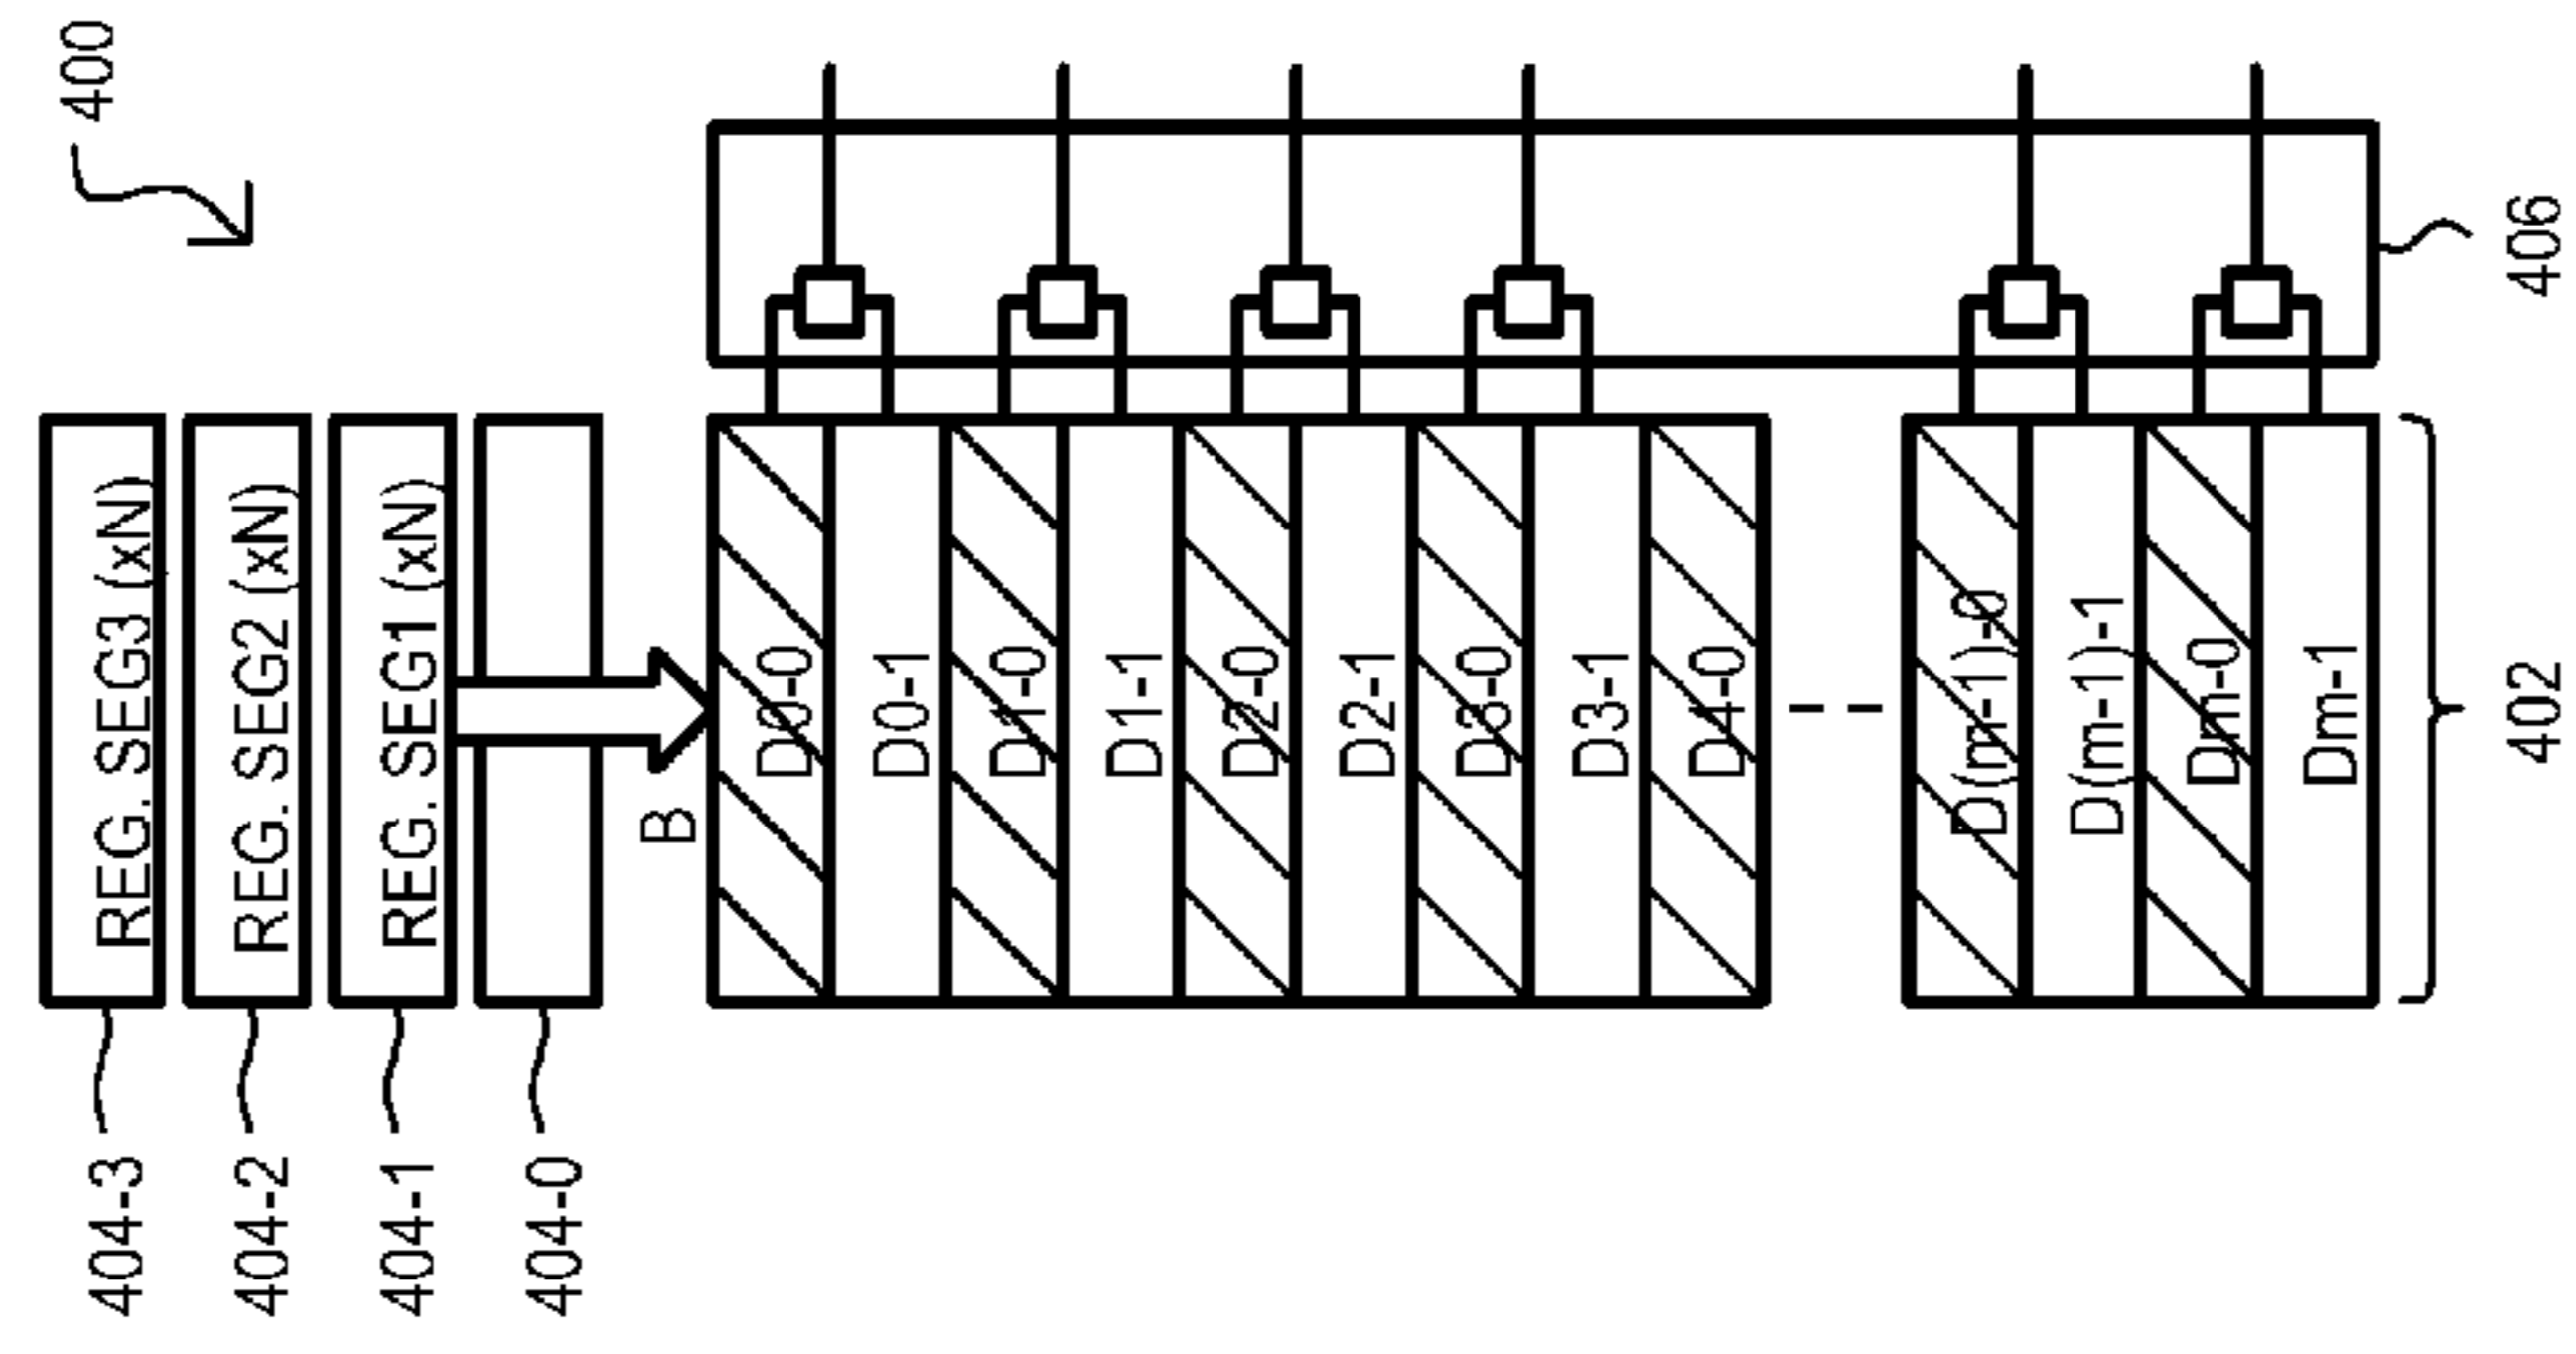 400
404-3
REG. SEG3 (xN)
404-2
REG. SEG2 (xN)
404-1
REG. SEG1 (xN)
404-0
B
D0-0
D0-1
D1-0
D1-1
D2-0
D2-1
D3-0
D3-1
D4-0
D(m-1)-0
D(m-1)-1
Dm-0
Dm-1
402
406